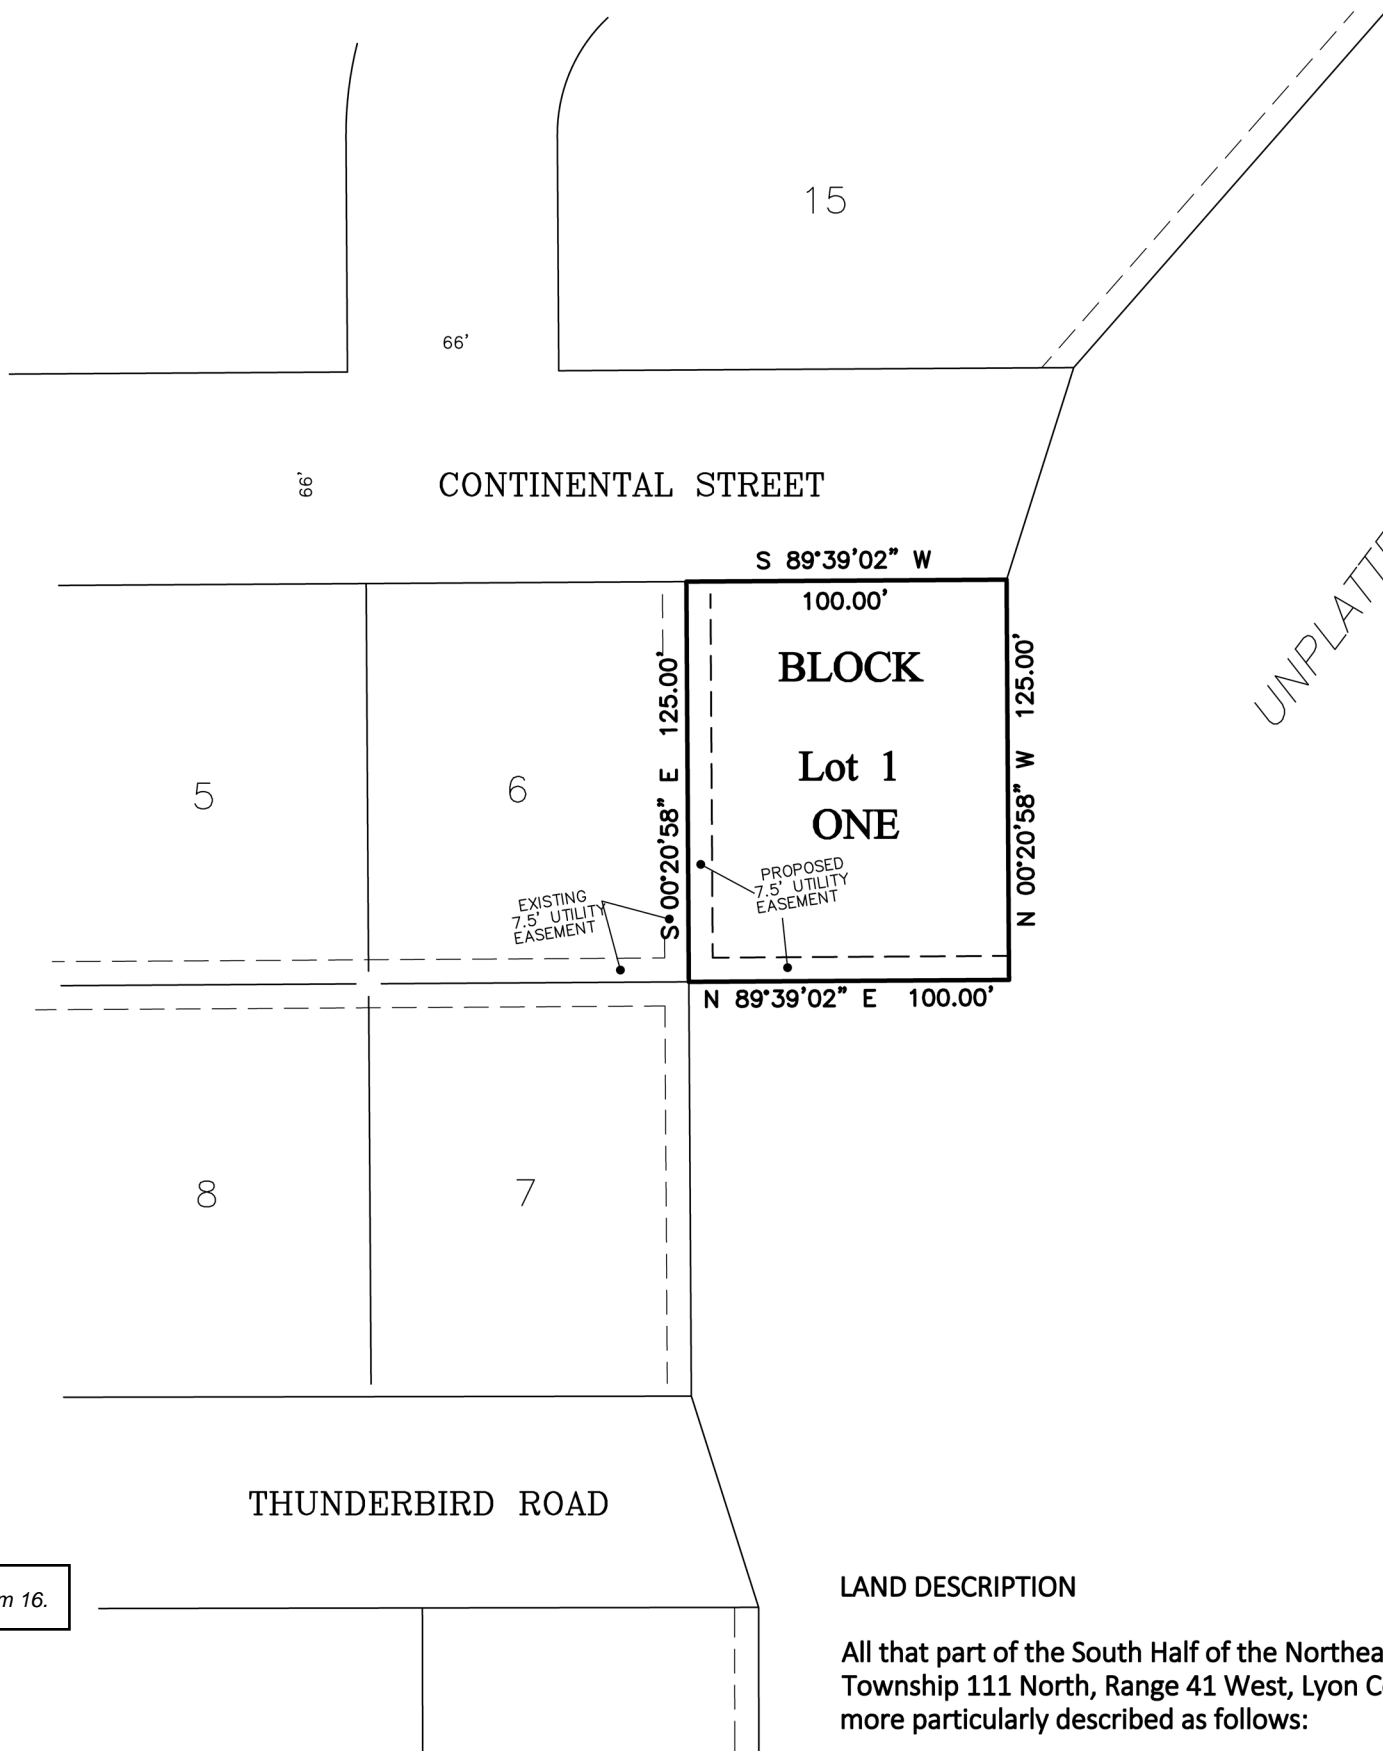 15
66'
66'
CONTINENTAL STREET
S 89°39'02" W
100.00'
BLOCK
Lot 1
ONE
S 00°20'58" E 125.00'
N 00°20'58" W 125.00'
5
6
PROPOSED
7.5' UTILITY
EASEMENT
EXISTING
7.5' UTILITY
EASEMENT
N 89°39'02" E 100.00'
8
7
THUNDERBIRD ROAD
16.
LAND DESCRIPTION
All that part of the South Half of the
Township 111 North, Range 41 West, Lyon
more particularly described as follows: